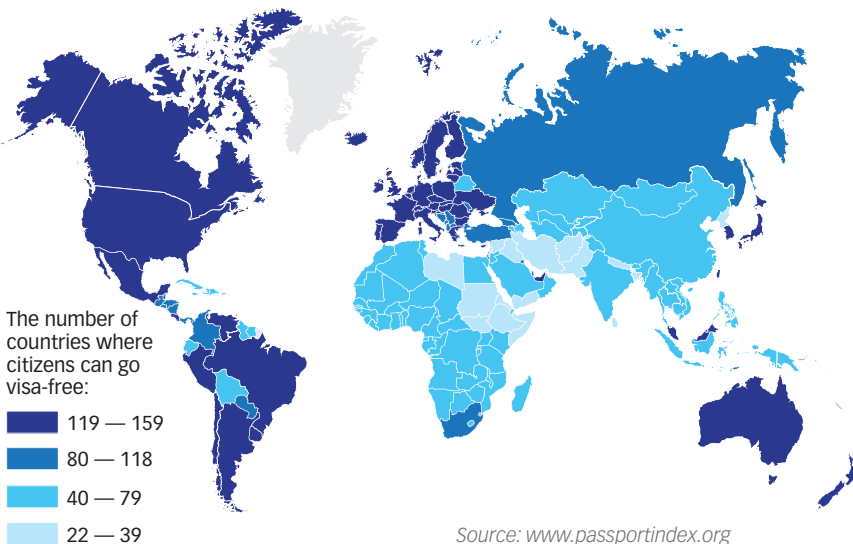 The number of
countries where
citizens can go
visa-free:
119 — 159
80 — 118
40 — 79
22 — 39
Source: www.passportindex.org